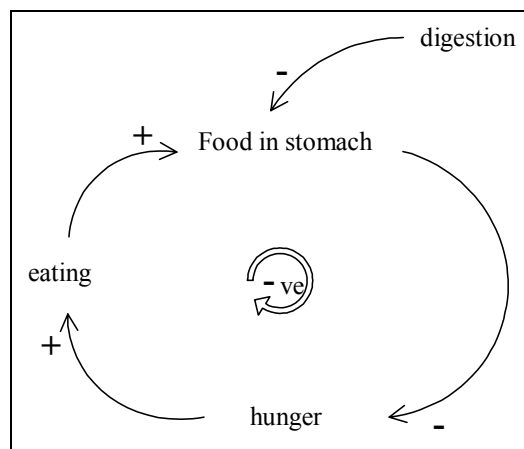 digestion
-
+
Food in stomach
eating
- ve
+
hunger
-